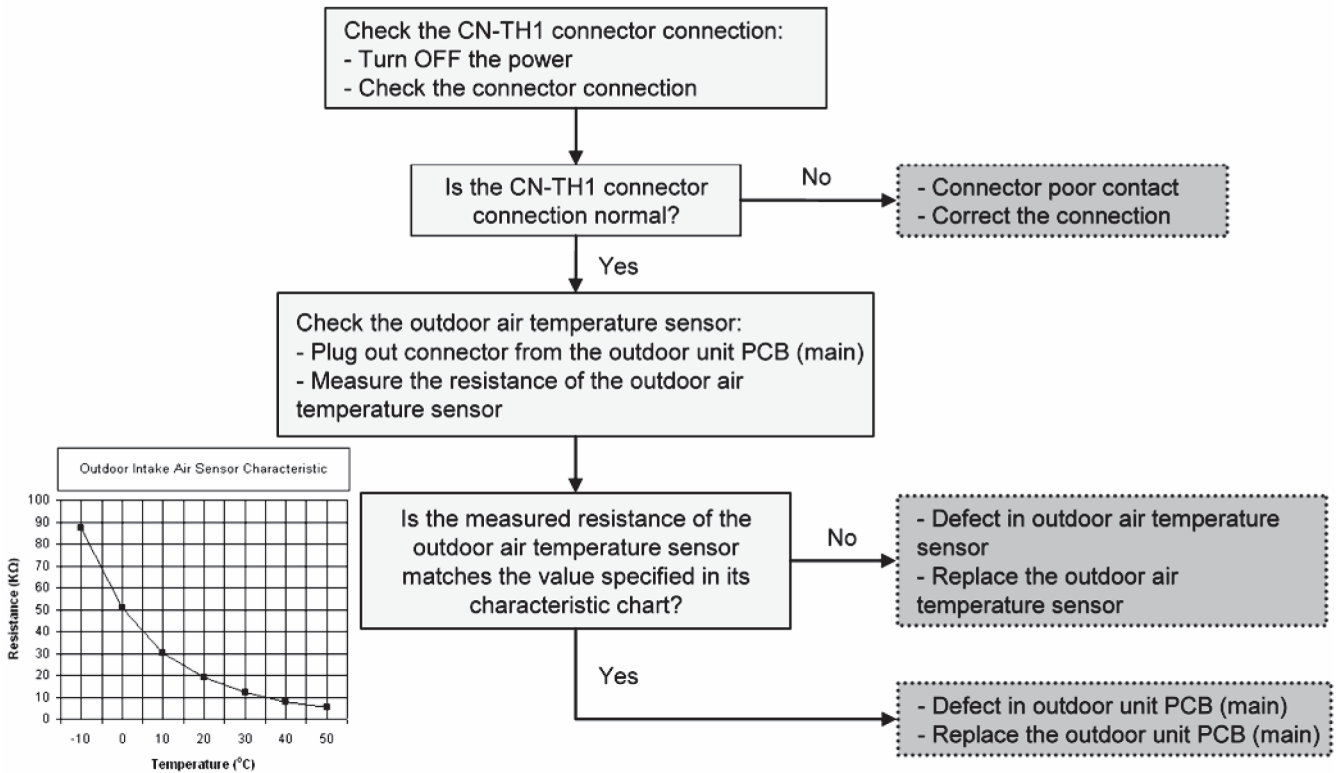 Check the CN-TH1 connector connection:
- Turn OFF the power
- Check the connector connection
Is the CN-TH1 connector
connection normal?
No
- Connector poor contact
- Correct the connection
Yes
Check the outdoor air temperature sensor:
- Plug out connector from the outdoor unit PCB (main)
- Measure the resistance of the outdoor air
temperature sensor
Outdoor Intake Air Sensor Characteristic
Resistance (KΩ)
100
90
80
70
60
50
40
30
20
10
0
-10 0 10 20 30 40 50
Temperature (°C)
Is the measured resistance of the
outdoor air temperature sensor
matches the value specified in its
characteristic chart?
No
- Defect in outdoor air temperature
sensor
- Replace the outdoor air
temperature sensor
Yes
- Defect in outdoor unit PCB (main)
- Replace the outdoor unit PCB (main)